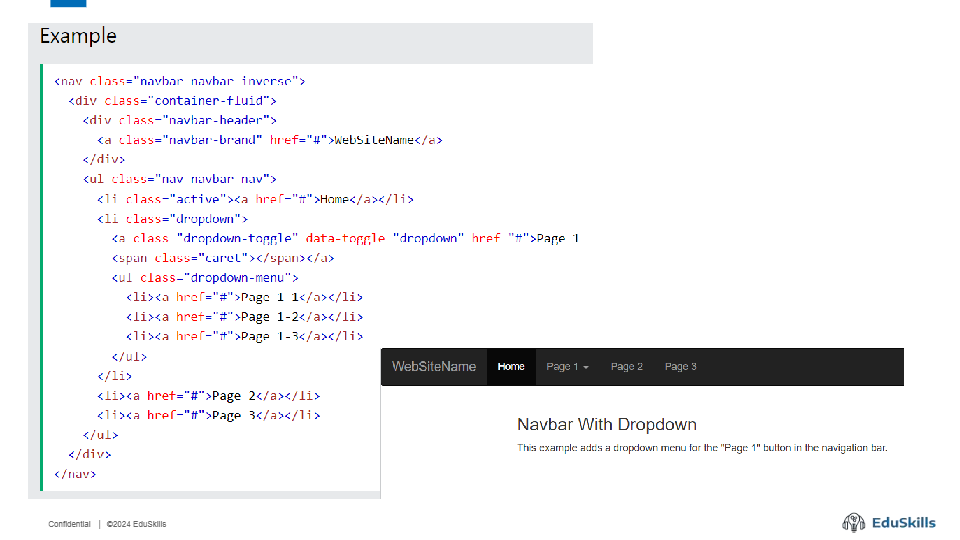 Example
<nav class="navbar navbar inverse">
<div class="container-fluid">
<div class="navbar-header">
<a class="navbar-brand" href="#">WebSiteName</a>
</div>
<ul class="nav navbar nav">
<li class="active"><a href="#">Home</a></li>
<li class="dropdown">
<a class "dropdown-toggle" data-toggle "dropdown" href "#">Page 1
<span class="caret"></span></a>
<ul class="dropdown-menu">
<li><a href="#">Page 1 1</a></li>
<li><a href="#">Page 1-2</a></li>
<li><a href="#">Page 1-3</a></li>
</ul>
</li>
<li><a href="#">Page 2</a></li>
<li><a href="#">Page 3</a></li>
</ul>
</div>
</nav>
WebSiteName Home Page 1 Page 2 Page 3
Navbar With Dropdown
This example adds a dropdown menu for the "Page 1" button in the navigation bar.
Confidential | ©2024 EduSkills
EduSkills